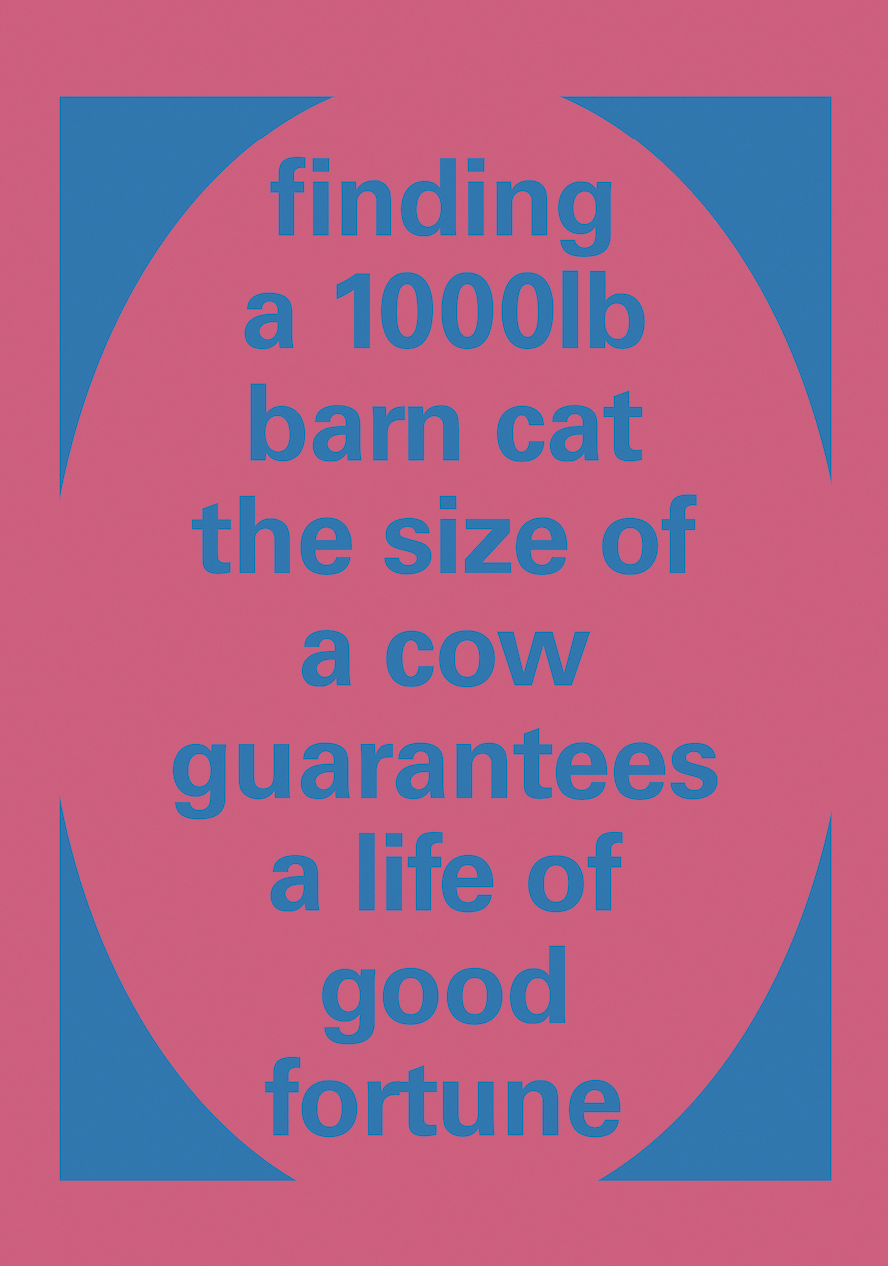 finding
a 1000lb
barn cat
the size of
a cow
guarantees
a life of
good
fortune